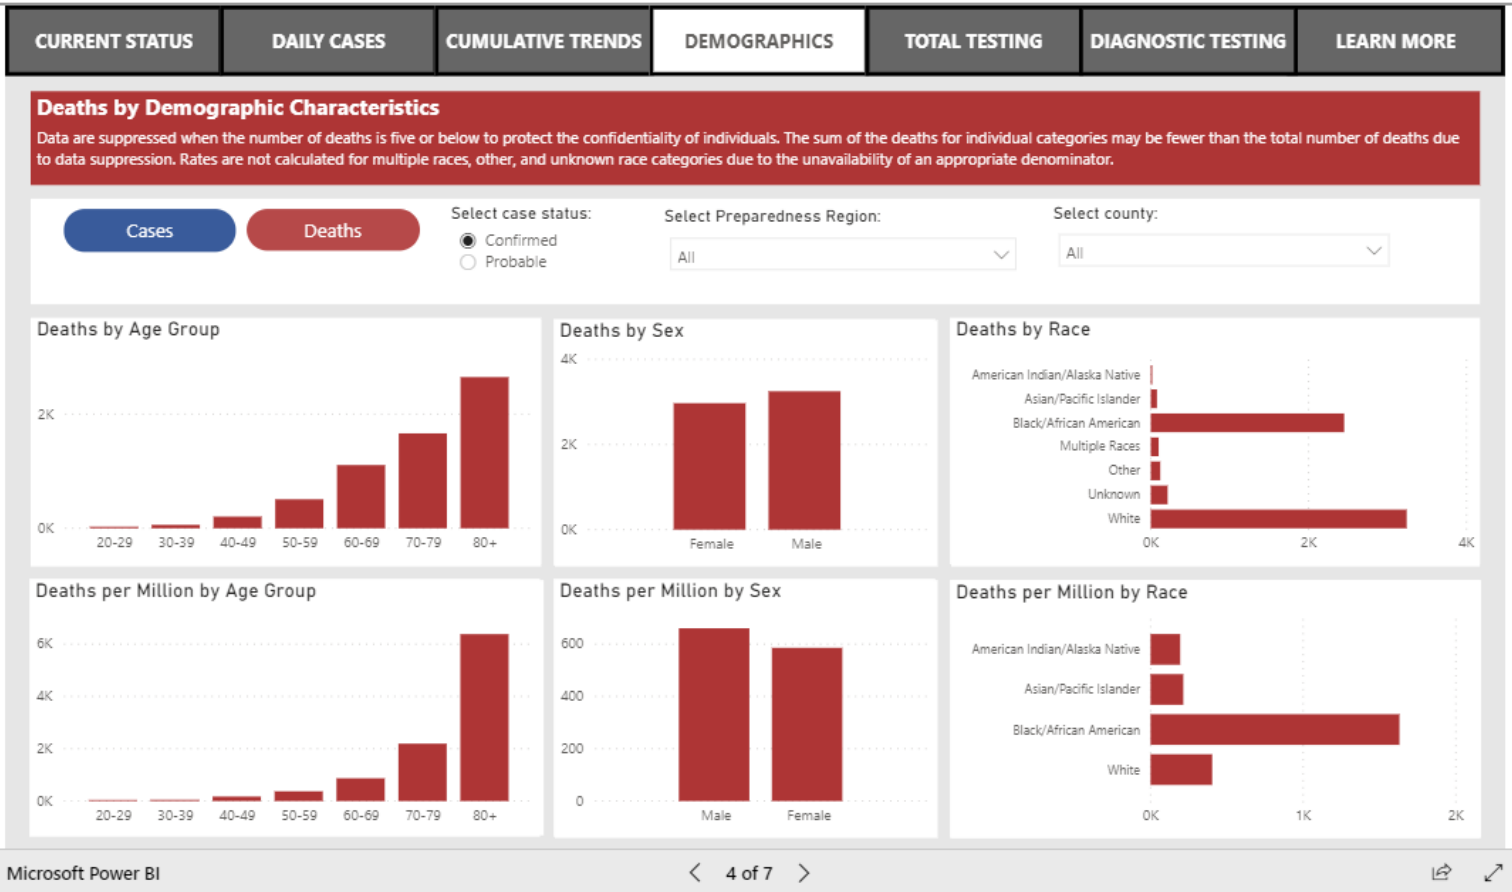 CURRENT STATUS
DAILY CASES
CUMULATIVE TRENDS
DEMOGRAPHICS
TOTAL TESTING
DIAGNOSTIC TESTING
LEARN MORE
Deaths by Demographic Characteristics
Data are suppressed when the number of deaths is five or below to protect the confidentiality of individuals. The sum of the deaths for individual categories may be fewer than the total number of deaths due
to data suppression. Rates are not calculated for multiple races, other, and unknown race categories due to the unavailability of an appropriate denominator.
Cases
Deaths
Select case status:
Confirmed
Probable
Select Preparedness Region:
All
Select county:
All
Deaths by Age Group
2K
0K
20-29 30-39 40-49 50-59 60-69 70-79 80+
Deaths by Sex
4K
2K
0K
Female Male
Deaths by Race
American Indian/Alaska Native
Asian/Pacific Islander
Black/African American
Multiple Races
Other
Unknown
White
0K 2K 4K
Deaths per Million by Age Group
6K
4K
2K
0K
20-29 30-39 40-49 50-59 60-69 70-79 80+
Deaths per Million by Sex
600
400
200
0
Male Female
Deaths per Million by Race
American Indian/Alaska Native
Asian/Pacific Islander
Black/African American
White
0K 1K 2K
Microsoft Power BI
4 of 7